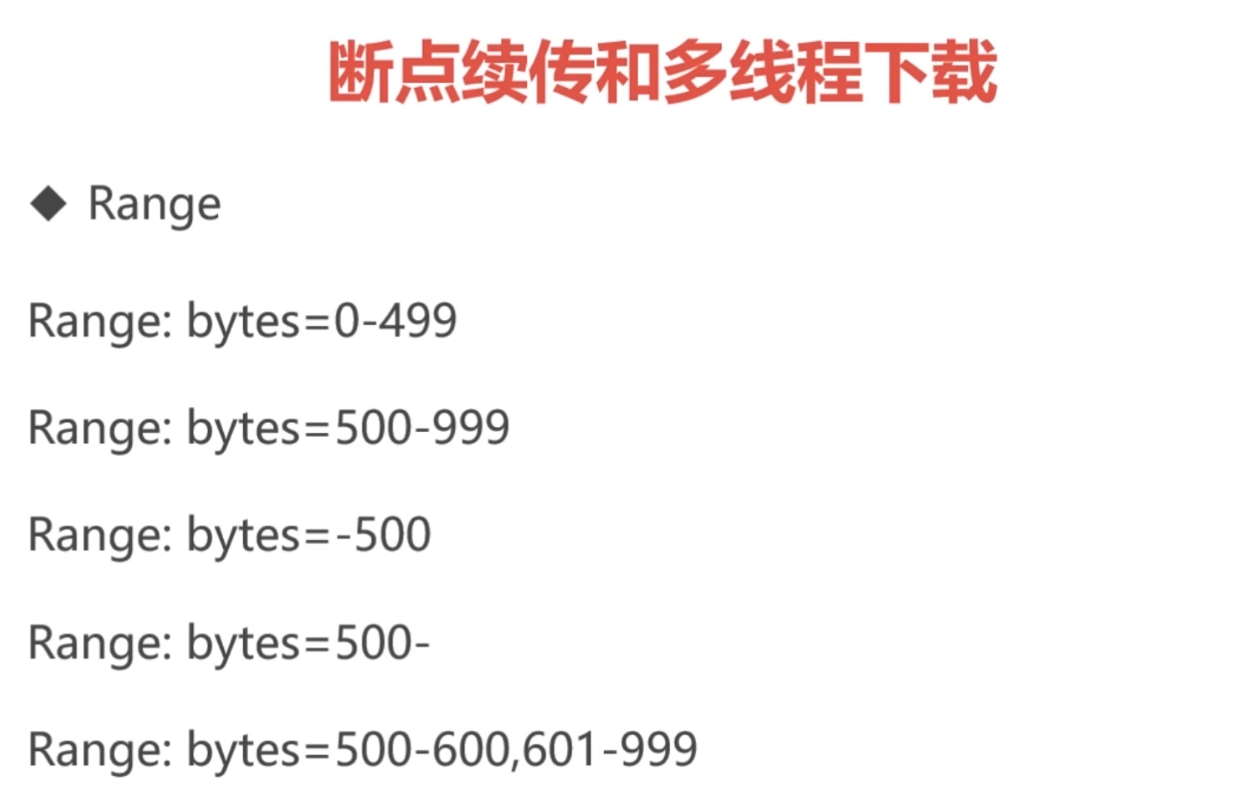 断点续传和多线程下载
◆ Range
Range: bytes=0-499
Range: bytes=500-999
Range: bytes=-500
Range: bytes=500-
Range: bytes=500-600,601-999